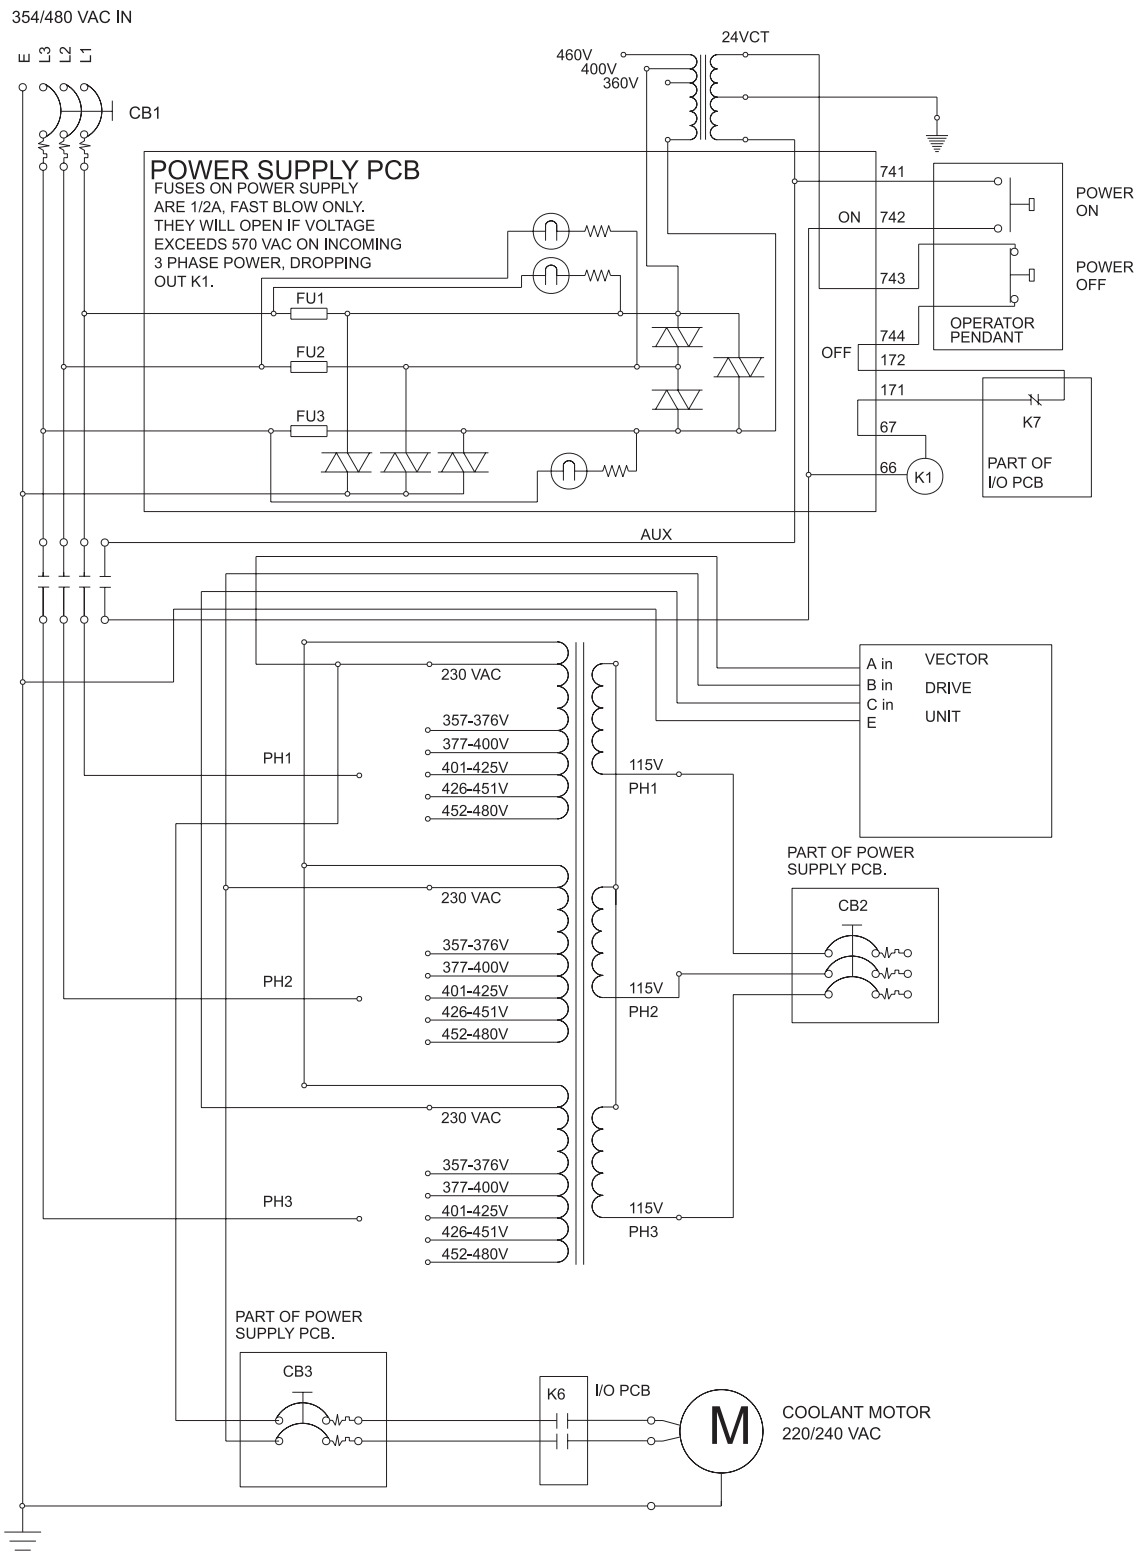 354/480 VAC IN
E
L3
L2
L1
CB1
24VCT
460V
400V
360V
POWER SUPPLY PCB
FUSES ON POWER SUPPLY
ARE 1/2A, FAST BLOW ONLY.
THEY WILL OPEN IF VOLTAGE
EXCEEDS 570 VAC ON INCOMING
3 PHASE POWER, DROPPING
OUT K1.
FU1
FU2
FU3
741
ON
742
743
744
OFF
172
171
67
66
K1
POWER
ON
POWER
OFF
OPERATOR
PENDANT
K7
PART OF
I/O PCB
AUX
A in
B in
C in
E
VECTOR
DRIVE
UNIT
230 VAC
357-376V
377-400V
401-425V
426-451V
452-480V
PH1
115V
PH1
230 VAC
357-376V
377-400V
401-425V
426-451V
452-480V
PH2
115V
PH2
230 VAC
357-376V
377-400V
401-425V
426-451V
452-480V
PH3
115V
PH3
PART OF POWER
SUPPLY PCB.
CB2
PART OF POWER
SUPPLY PCB.
CB3
K6
I/O PCB
M
COOLANT MOTOR
220/240 VAC